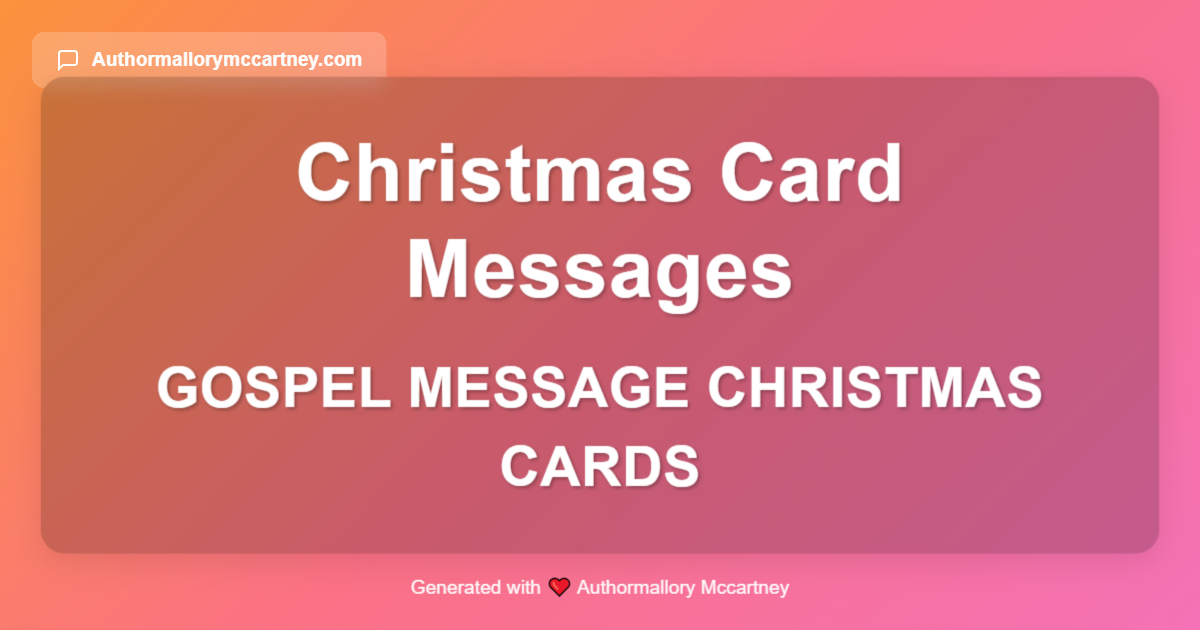 Authormallorymccartney.com
Christmas Card
Messages
GOSPEL MESSAGE CHRISTMAS
CARDS
Generated with ❤️ Authormallory Mccartney